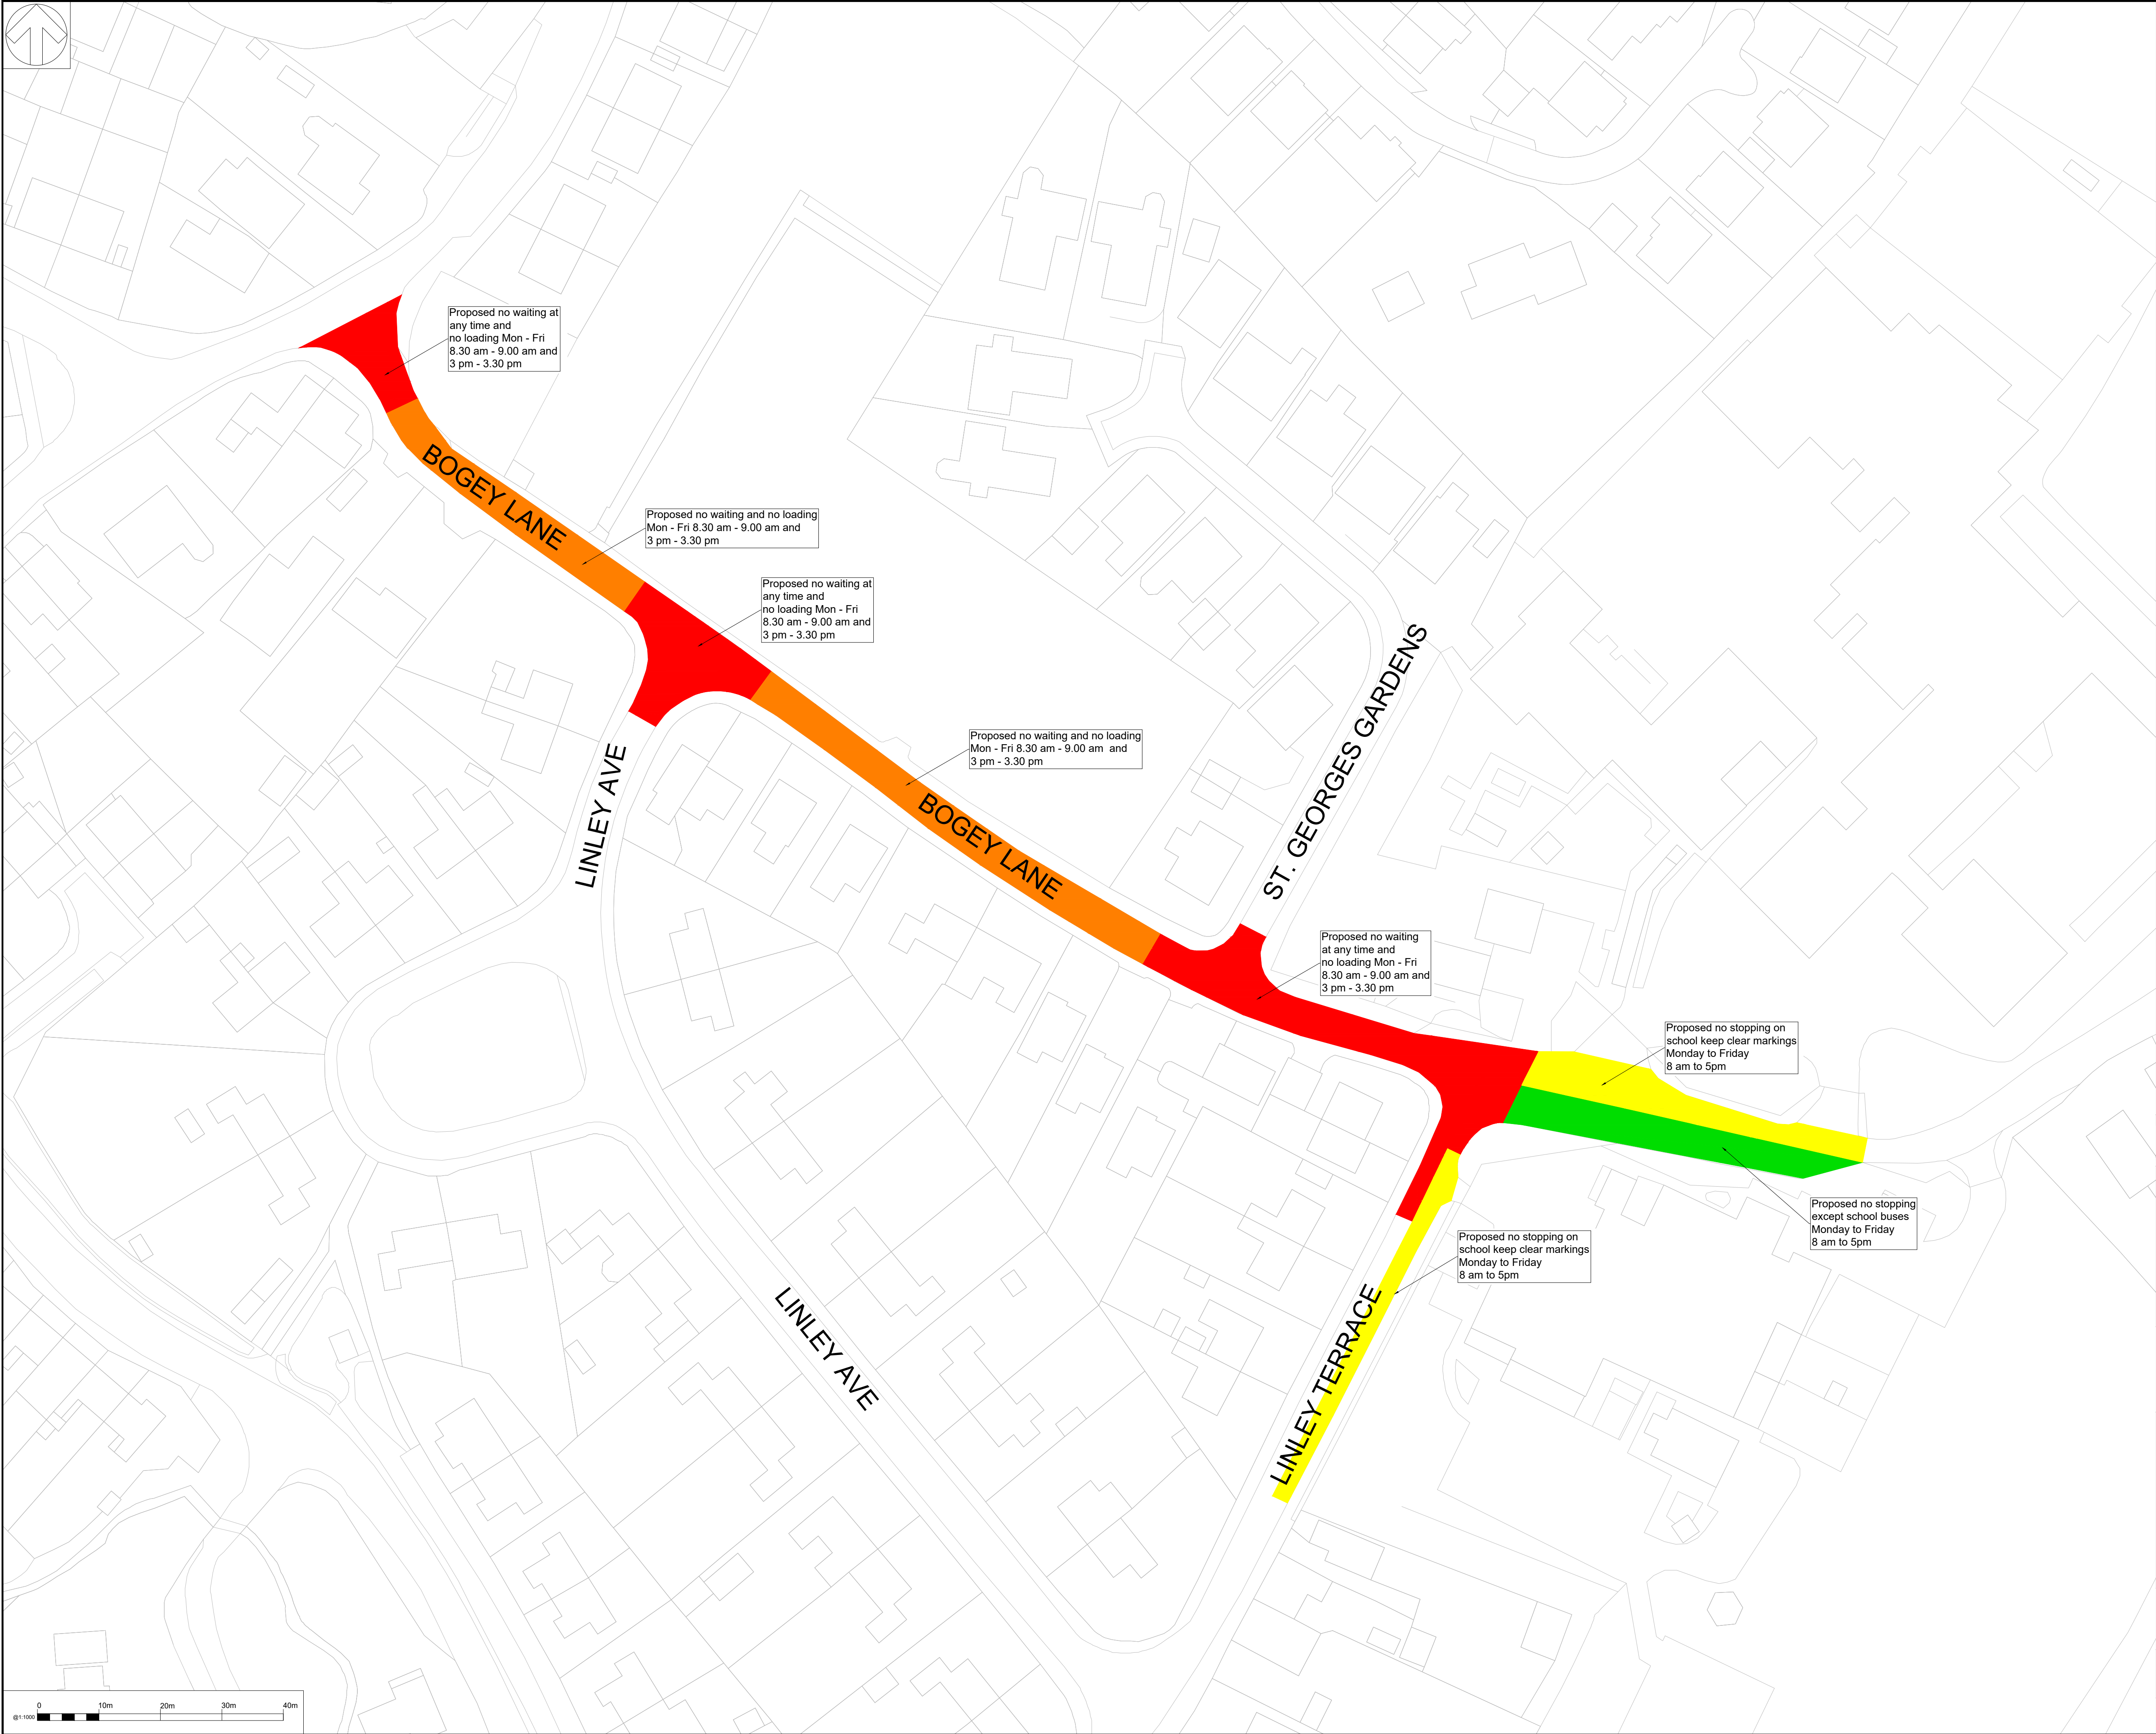 Proposed no waiting at
any time and
no loading Mon - Fri
8.30 am - 9.00 am and
3 pm - 3.30 pm
BOGEY LANE
Proposed no waiting and no loading
Mon - Fri 8.30 am - 9.00 am and
3 pm - 3.30 pm
Proposed no waiting at
any time and
no loading Mon - Fri
8.30 am - 9.00 am and
3 pm - 3.30 pm
LINLEY AVE
Proposed no waiting and no loading
Mon - Fri 8.30 am - 9.00 am and
3 pm - 3.30 pm
BOGEY LANE
ST. GEORGES GARDENS
Proposed no waiting
at any time and
no loading Mon - Fri
8.30 am - 9.00 am and
3 pm - 3.30 pm
Proposed no stopping on
school keep clear markings
Monday to Friday
8 am to 5pm
Proposed no stopping
except school buses
Monday to Friday
8 am to 5pm
Proposed no stopping on
school keep clear markings
Monday to Friday
8 am to 5pm
LINLEY AVE
LINLEY TERRACE
0 10m 20m 30m 40m
@1:1000